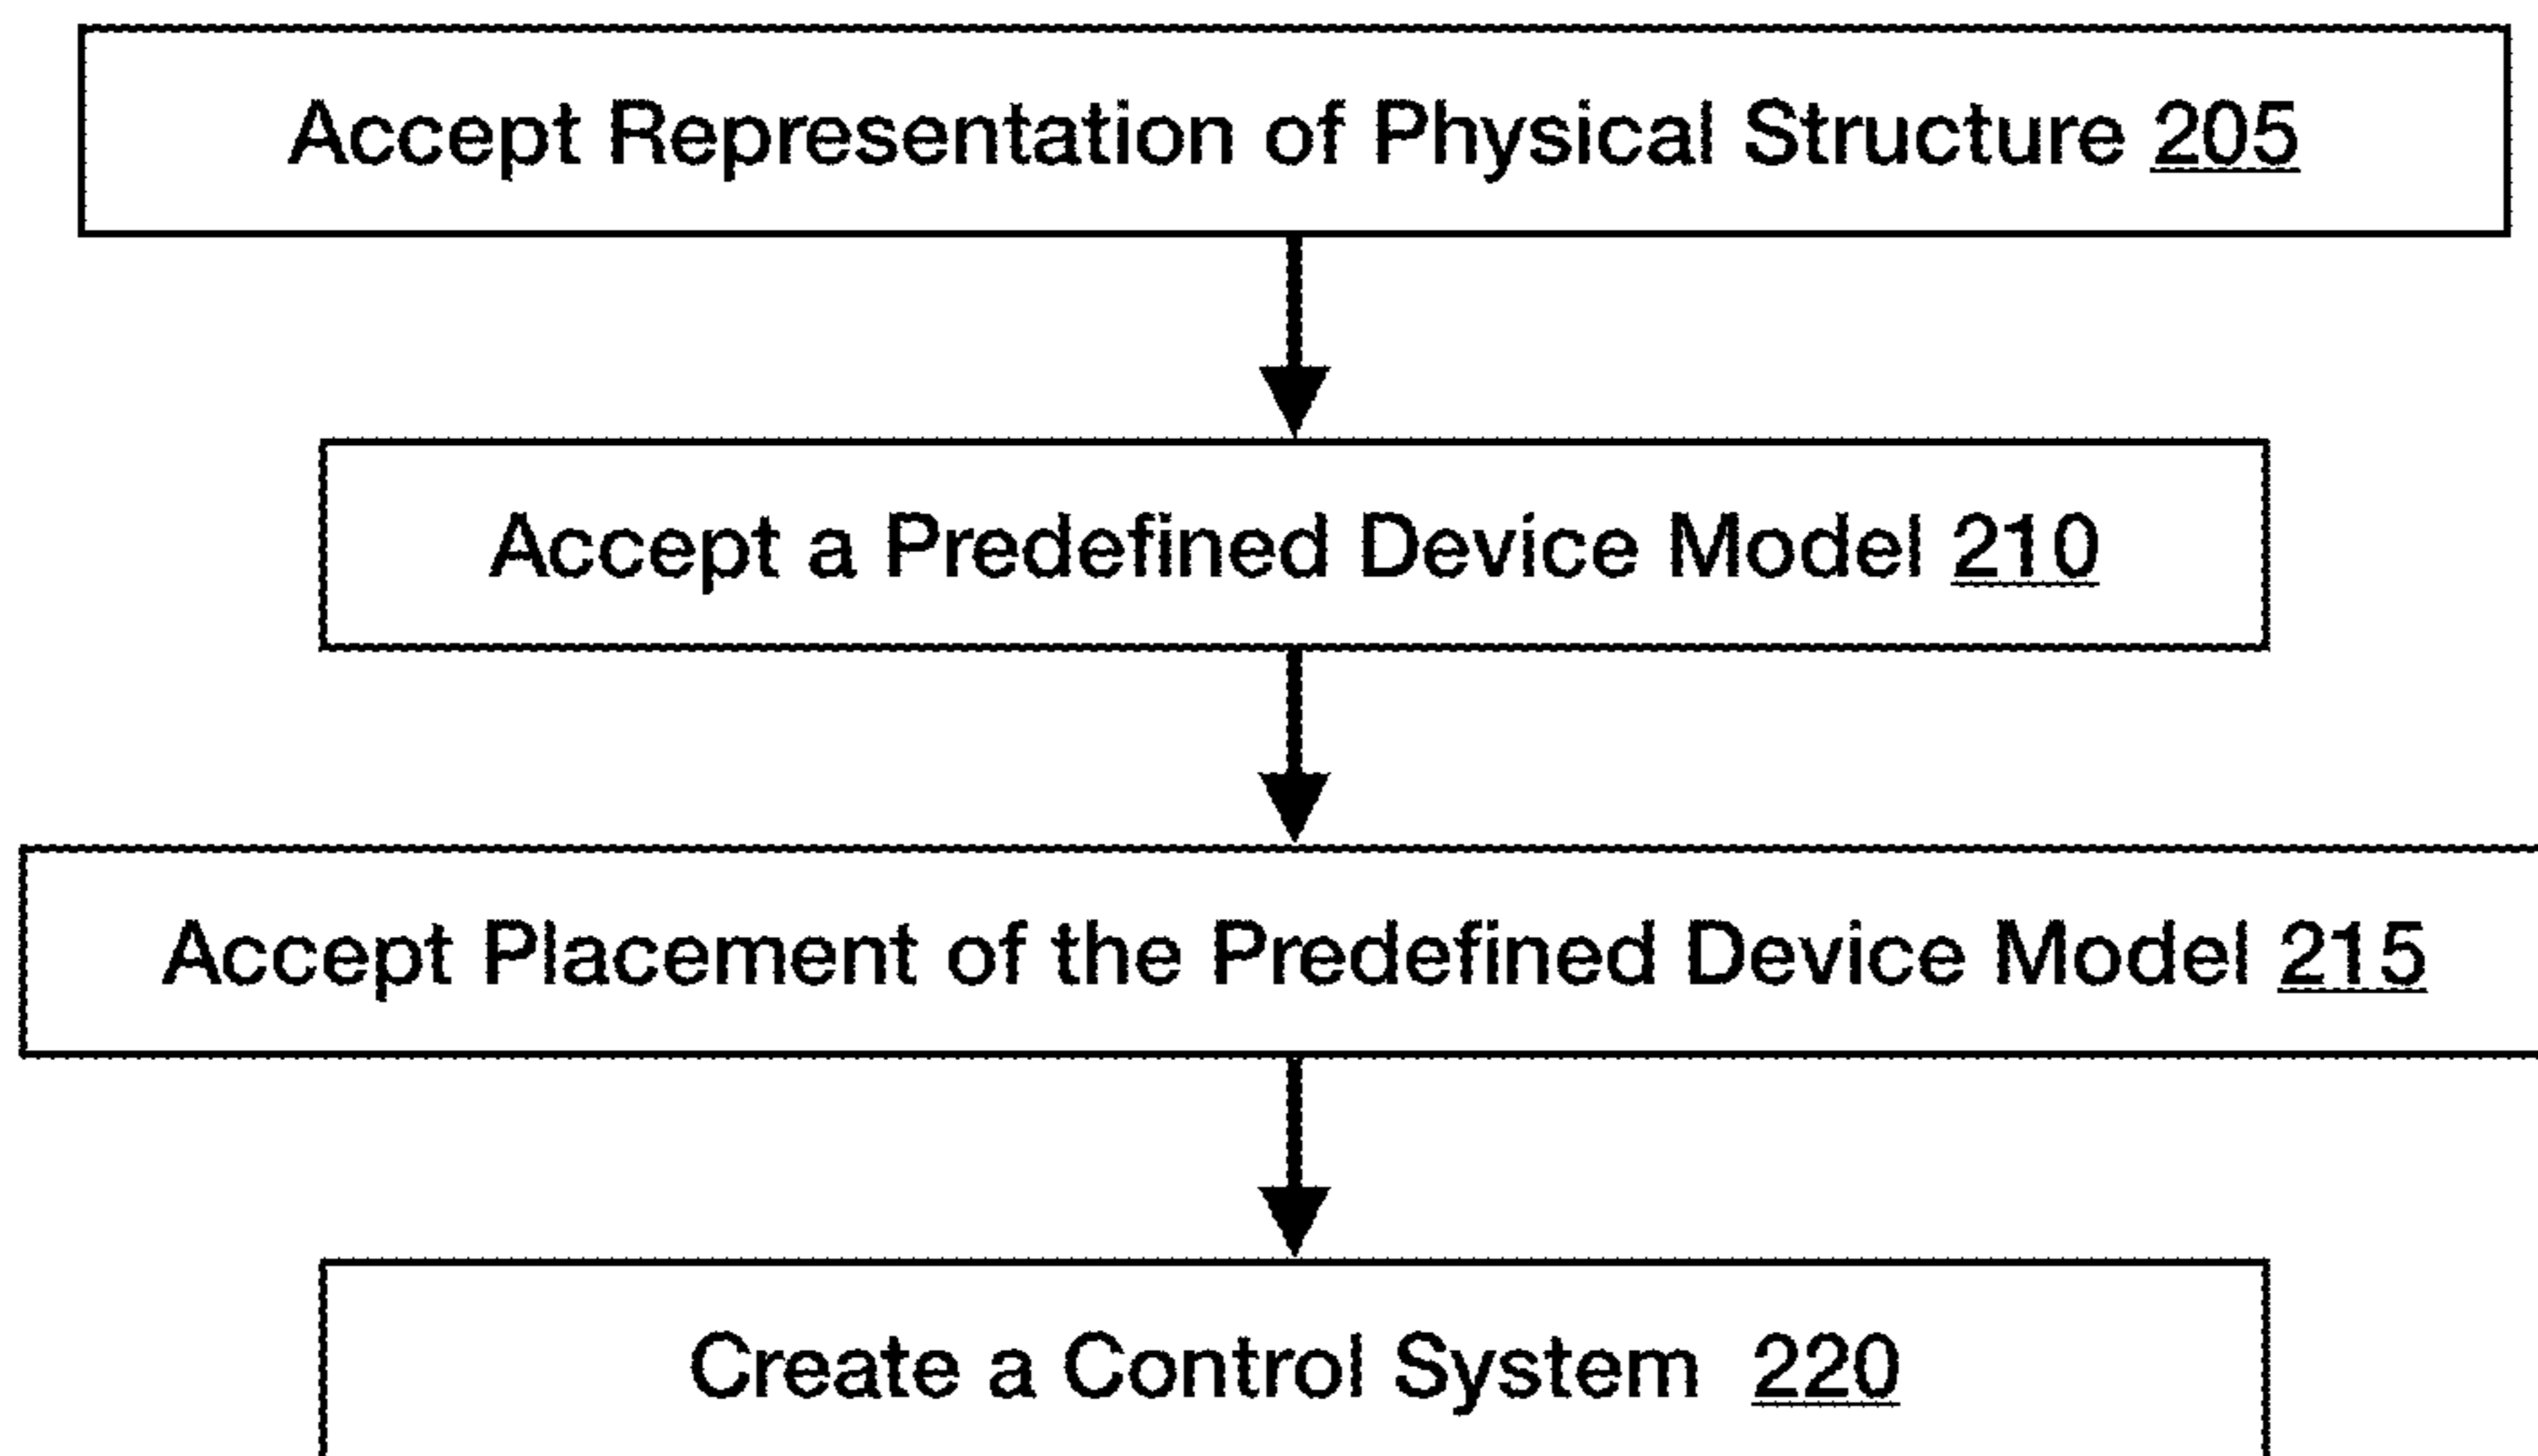 Accept Representation of Physical Structure 205
Accept a Predefined Device Model 210
Accept Placement of the Predefined Device Model 215
Create a Control System 220